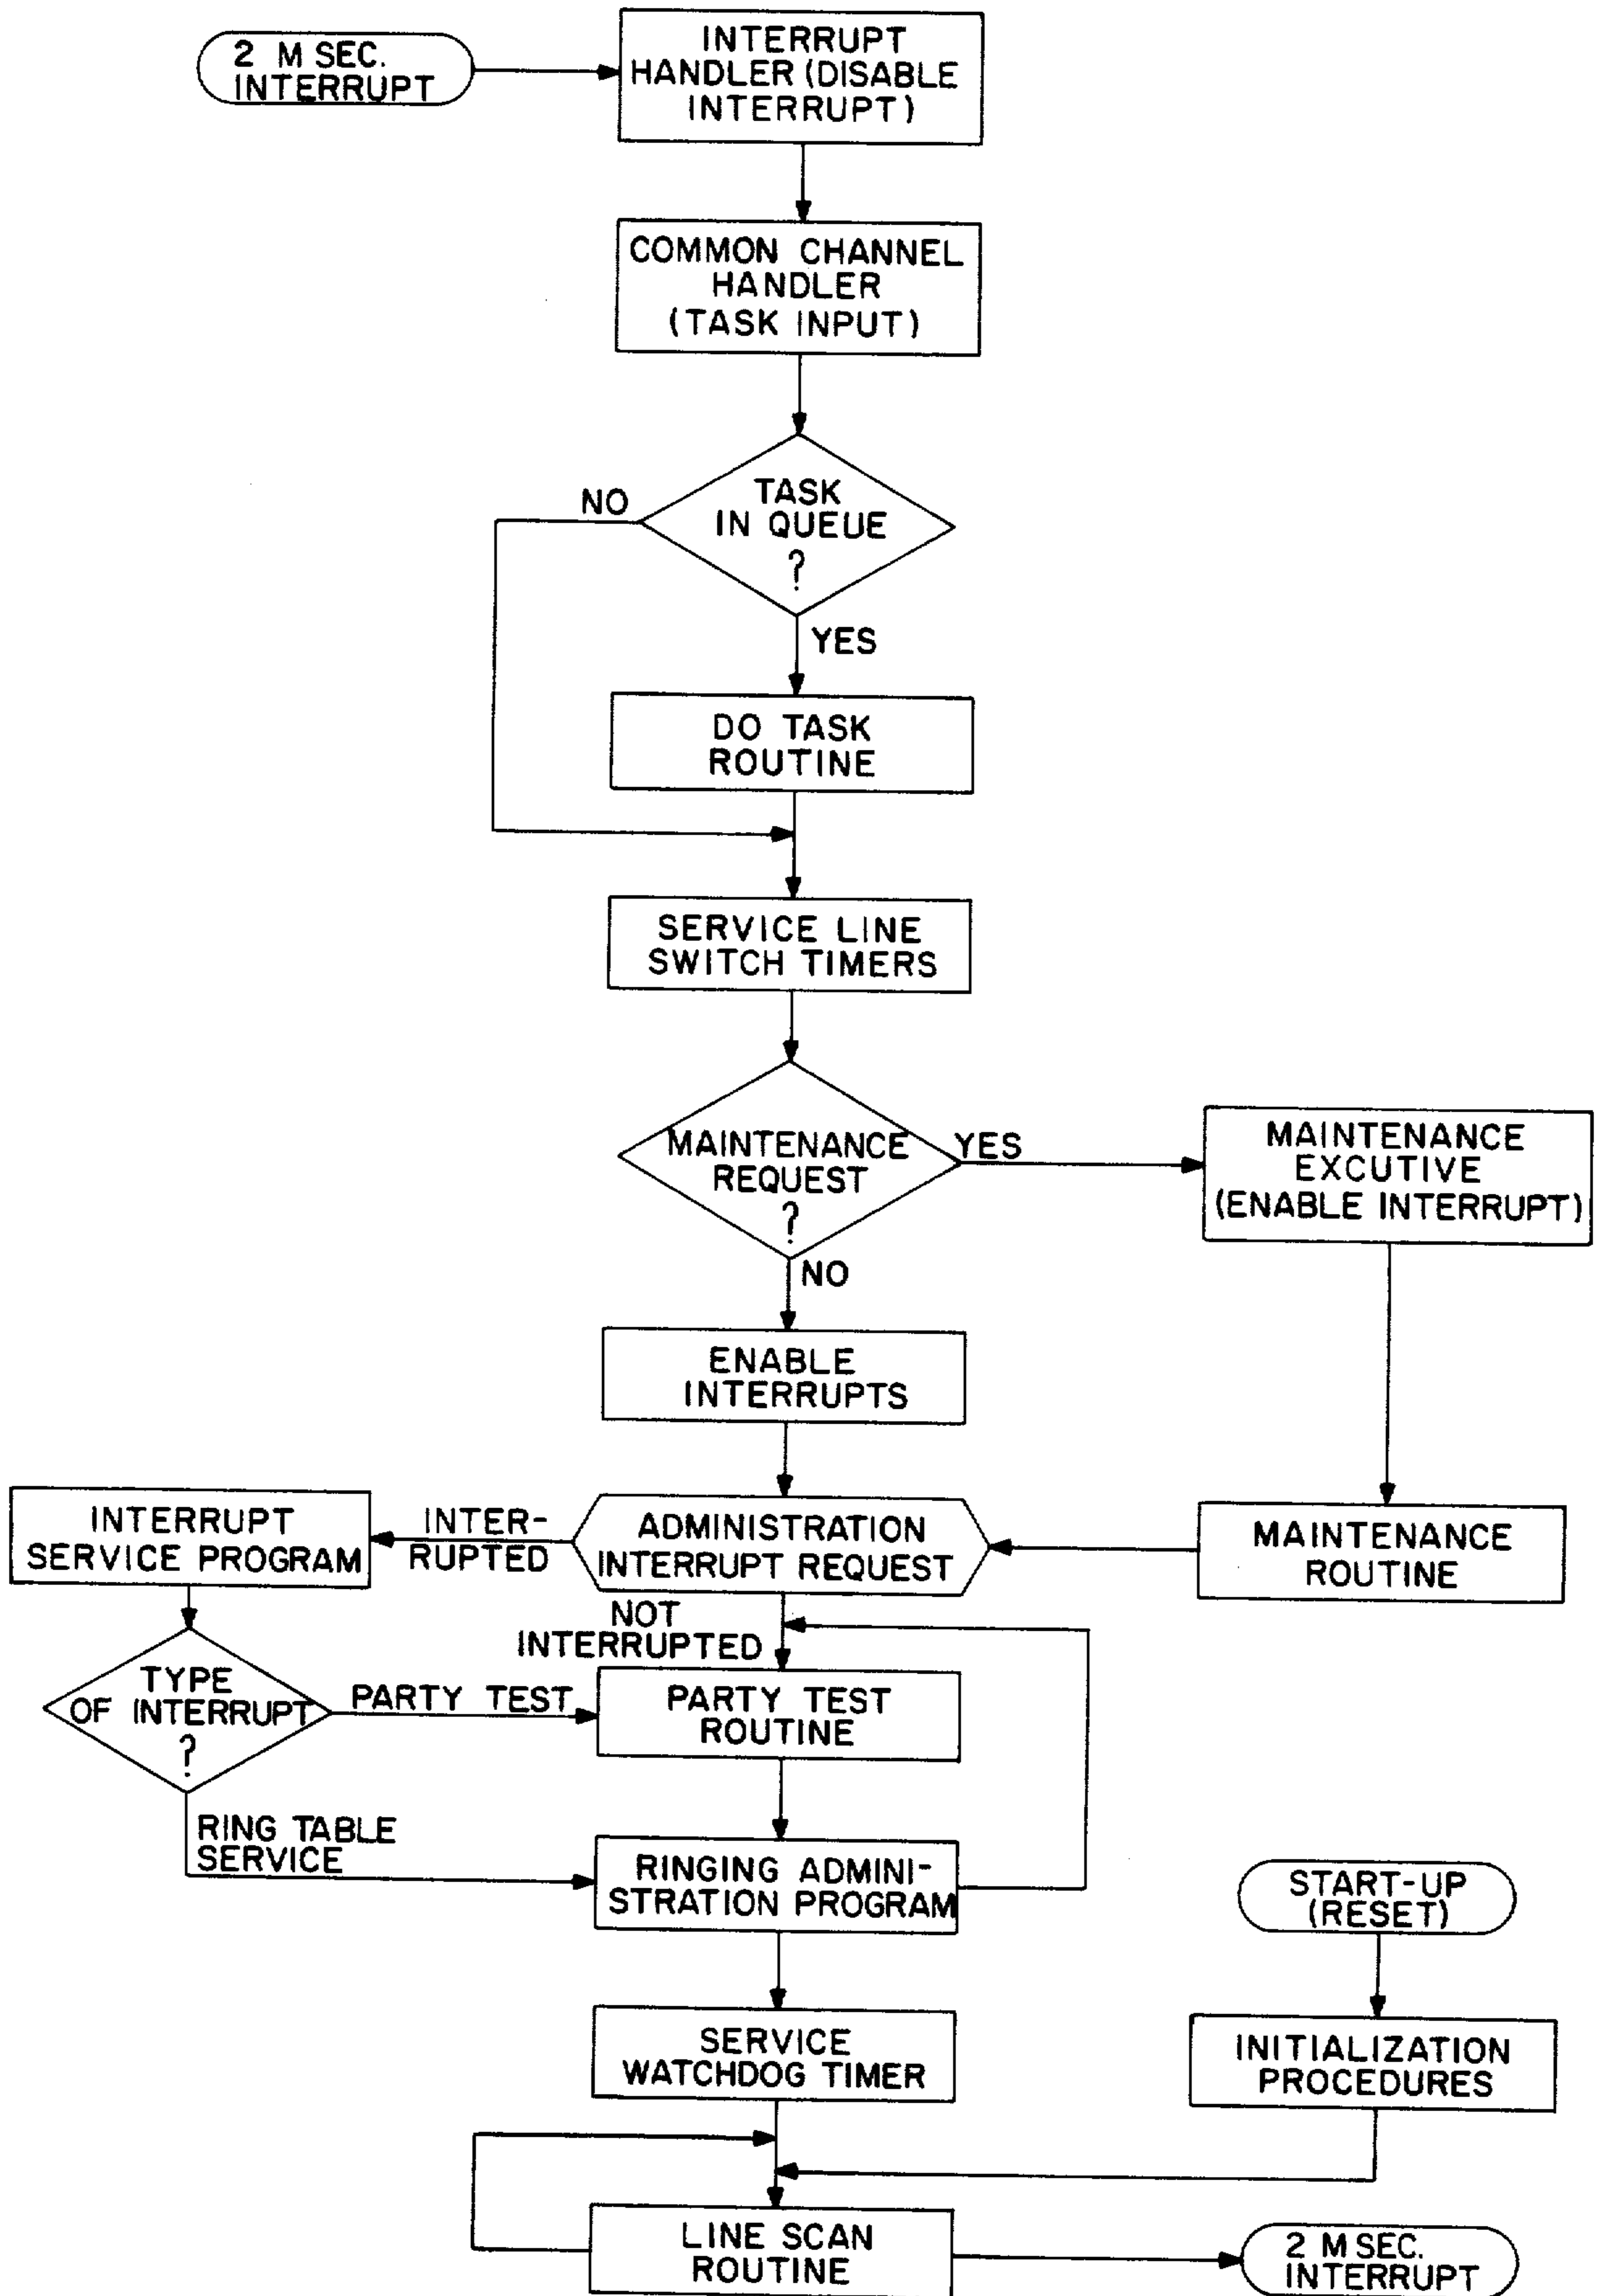 2 M SEC.
INTERRUPT
INTERRUPT
HANDLER (DISABLE
INTERRUPT)
COMMON CHANNEL
HANDLER
(TASK INPUT)
TASK
IN QUEUE
?
NO
YES
DO TASK
ROUTINE
SERVICE LINE
SWITCH TIMERS
MAINTENANCE
REQUEST
?
YES
MAINTENANCE
EXCUTIVE
(ENABLE INTERRUPT)
NO
ENABLE
INTERRUPTS
INTERRUPT
SERVICE PROGRAM
INTER-
RUPTED
ADMINISTRATION
INTERRUPT REQUEST
MAINTENANCE
ROUTINE
NOT
INTERRUPTED
TYPE
OF INTERRUPT
?
PARTY TEST
PARTY TEST
ROUTINE
RING TABLE
SERVICE
RINGING ADMINI-
STRATION PROGRAM
START-UP
(RESET)
SERVICE
WATCHDOG TIMER
INITIALIZATION
PROCEDURES
LINE SCAN
ROUTINE
2 M SEC.
INTERRUPT